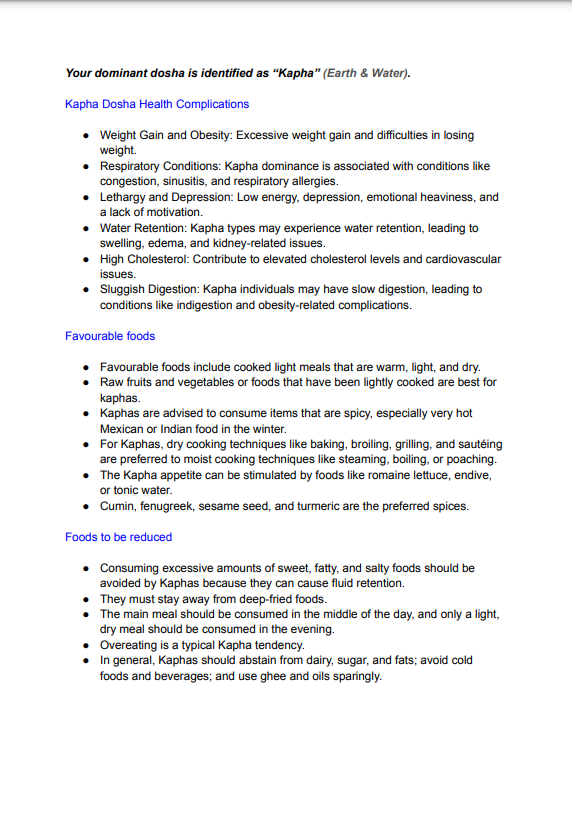 Your dominant dosha is identified as “Kapha” (Earth & Water).
Kapha Dosha Health Complications
● Weight Gain and Obesity: Excessive weight gain and difficulties in losing
weight.
● Respiratory Conditions: Kapha dominance is associated with conditions like
congestion, sinusitis, and respiratory allergies.
● Lethargy and Depression: Low energy, depression, emotional heaviness, and
a lack of motivation.
● Water Retention: Kapha types may experience water retention, leading to
swelling, edema, and kidney-related issues.
● High Cholesterol: Contribute to elevated cholesterol levels and cardiovascular
issues.
● Sluggish Digestion: Kapha individuals may have slow digestion, leading to
conditions like indigestion and obesity-related complications.
Favourable foods
● Favourable foods include cooked light meals that are warm, light, and dry.
● Raw fruits and vegetables or foods that have been lightly cooked are best for
kaphas.
● Kaphas are advised to consume items that are spicy, especially very hot
Mexican or Indian food in the winter.
● For Kaphas, dry cooking techniques like baking, broiling, grilling, and sautéing
are preferred to moist cooking techniques like steaming, boiling, or poaching.
● The Kapha appetite can be stimulated by foods like romaine lettuce, endive,
or tonic water.
● Cumin, fenugreek, sesame seed, and turmeric are the preferred spices.
Foods to be reduced
● Consuming excessive amounts of sweet, fatty, and salty foods should be
avoided by Kaphas because they can cause fluid retention.
● They must stay away from deep-fried foods.
● The main meal should be consumed in the middle of the day, and only a light,
dry meal should be consumed in the evening.
● Overeating is a typical Kapha tendency.
● In general, Kaphas should abstain from dairy, sugar, and fats; avoid cold
foods and beverages; and use ghee and oils sparingly.